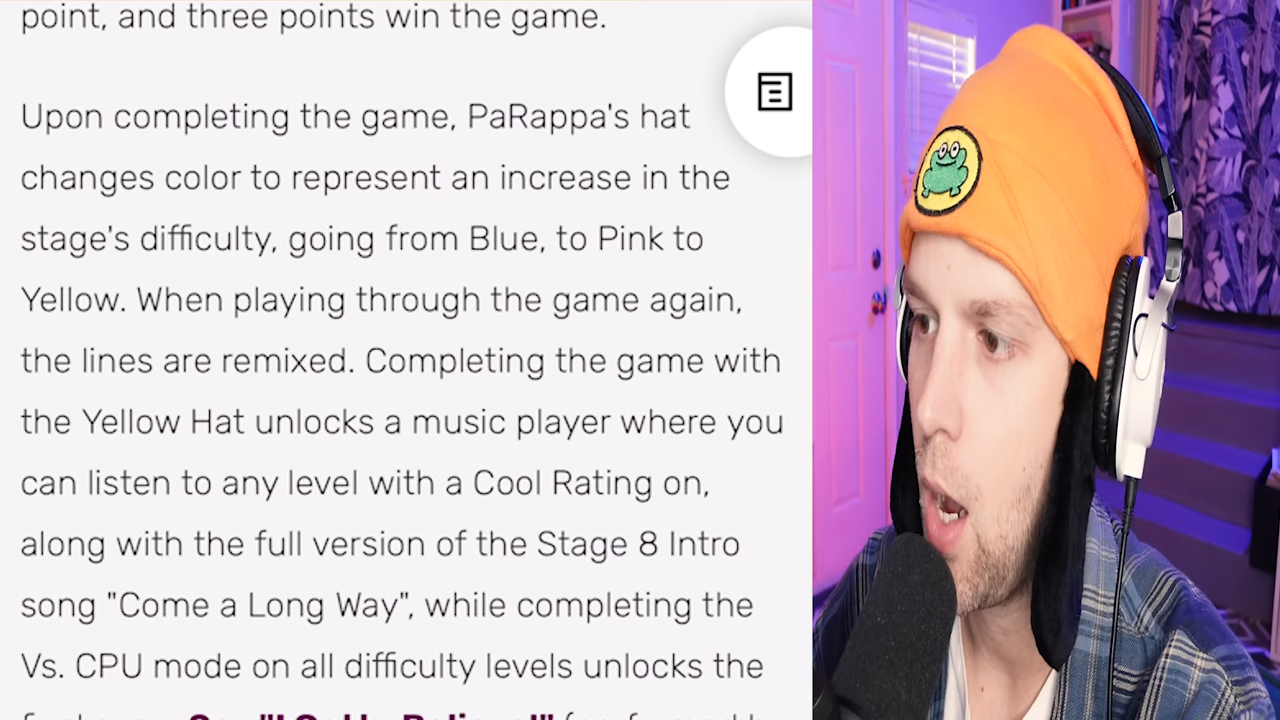 point, and three points win the game.
Upon completing the game, PaRappa's hat
changes color to represent an increase in the
stage's difficulty, going from Blue, to Pink to
Yellow. When playing through the game again,
the lines are remixed. Completing the game with
the Yellow Hat unlocks a music player where you
can listen to any level with a Cool Rating on,
along with the full version of the Stage 8 Intro
song "Come a Long Way", while completing the
Vs. CPU mode on all difficulty levels unlocks the